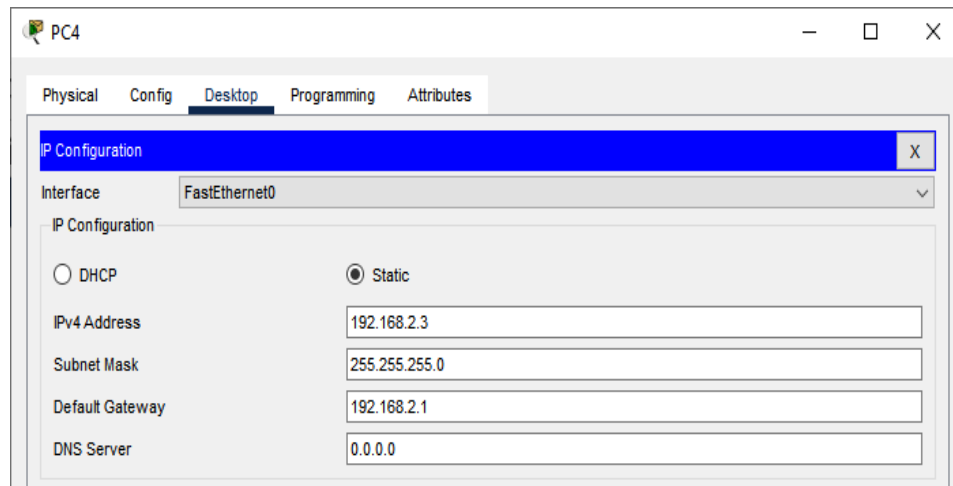 PC4
Physical Config Desktop Programming Attributes
IP Configuration X
Interface FastEthernet0
IP Configuration
DHCP Static
IPv4 Address 192.168.2.3
Subnet Mask 255.255.255.0
Default Gateway 192.168.2.1
DNS Server 0.0.0.0